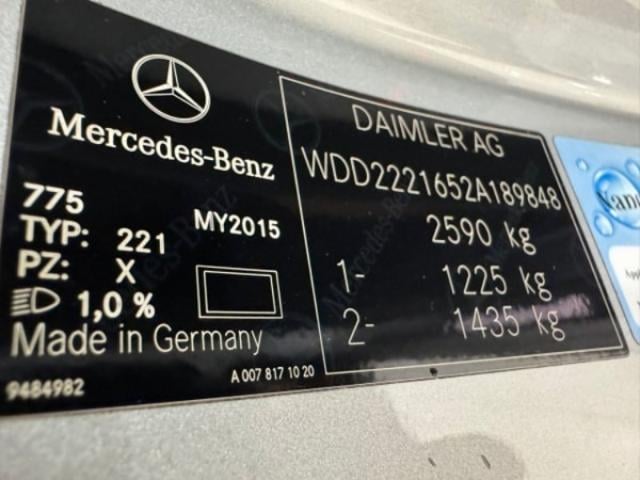 Mercedes-Benz
775
MY2015
TYP: 221
PZ: X
1,0 %
Made in Germany
9484982
A 007 817 10 20
DAIMLER AG
WDD2221652A189848
2590 kg
1- 1225 kg
2- 1435 kg